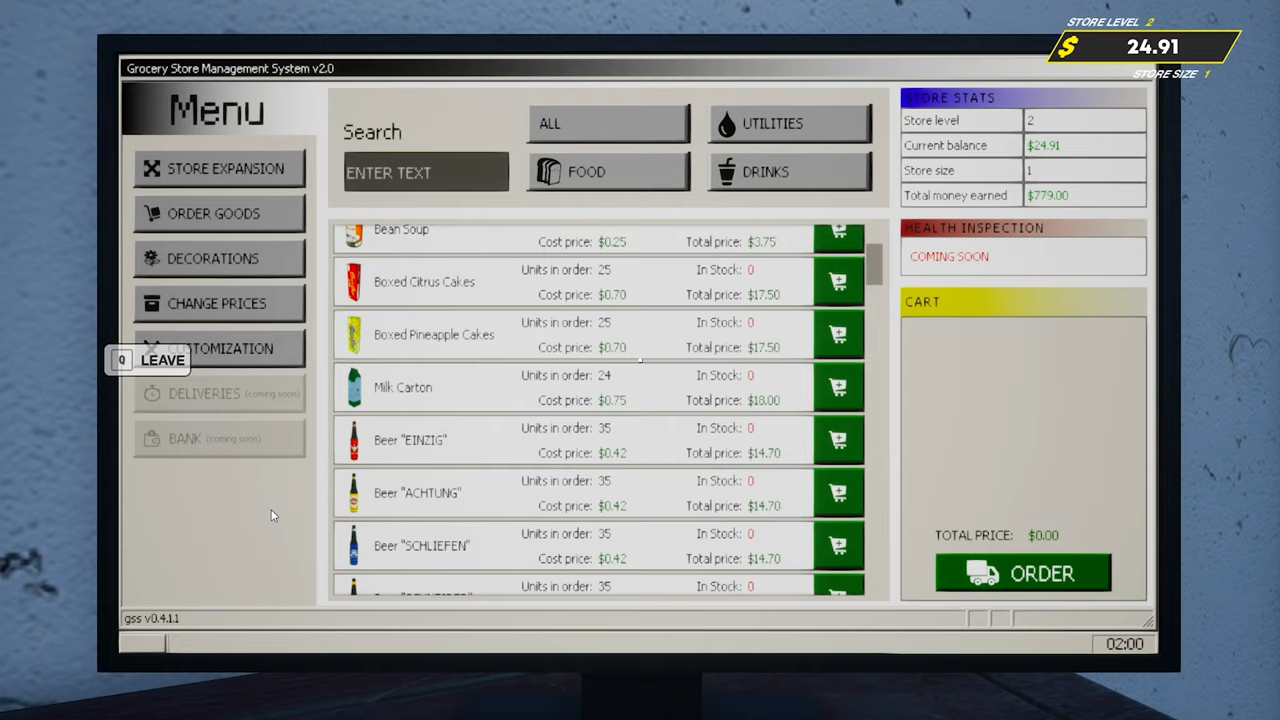 STORE LEVEL 2
$ 24.91
STORE SIZE 1
Grocery Store Management System v2.0
Menu
STORE EXPANSION
ORDER GOODS
DECORATIONS
CHANGE PRICES
CUSTOMIZATION
Q LEAVE
DELIVERIES (coming soon)
BANK (coming soon)
Search
ENTER TEXT
ALL
UTILITIES
FOOD
DRINKS
Bean Soup
Cost price: $0.25 Total price: $3.75
Units in order: 25 In Stock: 0
Boxed Citrus Cakes
Cost price: $0.70 Total price: $17.50
Units in order: 25 In Stock: 0
Boxed Pineapple Cakes
Cost price: $0.70 Total price: $17.50
Units in order: 24 In Stock: 0
Milk Carton
Cost price: $0.75 Total price: $18.00
Units in order: 35 In Stock: 0
Beer "EINZIG"
Cost price: $0.42 Total price: $14.70
Units in order: 35 In Stock: 0
Beer "ACHTUNG"
Cost price: $0.42 Total price: $14.70
Units in order: 35 In Stock: 0
Beer "SCHLIEFEN"
Cost price: $0.42 Total price: $14.70
Units in order: 35 In Stock: 0
STORE STATS
Store level 2
Current balance $24.91
Store size 1
Total money earned $779.00
HEALTH INSPECTION
COMING SOON
CART
TOTAL PRICE: $0.00
ORDER
gss v0.4.1.1
02:00